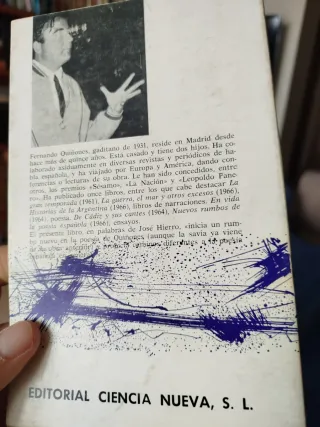 Fernando Quiñones, gaditano de 1931, reside en Madrid desde
hace más de quince años. Está casado y tiene dos hijos. Ha co-
laborado asiduamente en diversas revistas y periódicos de ha-
bla española, y ha viajado por Europa y América, dando con-
ferencias o lecturas de su obra. Le han sido concedidos, entre
otros, los premios «Sésamo», «La Nación» y «Leopoldo Pane-
ro». Ha publicado once libros, entre los que cabe destacar La
gran temporada (1961), La guerra, el mar y otros excesos (1966),
Historias de la Argentina (1966), libros de narraciones. En vida
(1964), poesía. De Cádiz y sus cantes (1964), Nuevos rumbos de
la poesía española (1966), ensayos.
El presente libro, en palabras de José Hierro, «inicia un rum-
bo nuevo en la poesía de Quiñones (aunque la savia ya viene
EDITORIAL CIENCIA NUEVA, S. L.